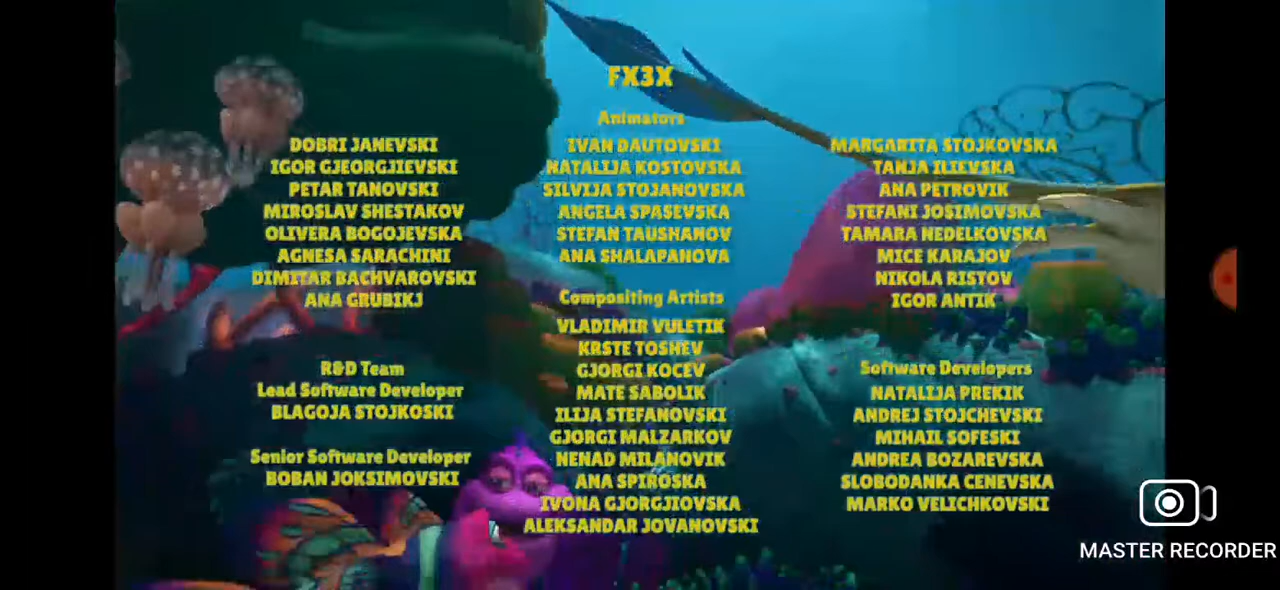 FX3X
Animators
DOBRI JANEVSKI
IGOR GJEORGJIEVSKI
PETAR TANOVSKI
MIROSLAV SHESTAKOV
OLIVERA BOGOJEVSKA
AGNESA SARACHINI
DIMITAR BACHVAROVSKI
ANA GRUBIKJ
IVAN DAUTOVSKI
NATALIJA KOSTOVSKA
SILVIJA STOJANOVSKA
ANGELA SPASEVSKA
STEFAN TAUSHANOV
ANA SHALAPANOVA
MARGARITA STOJKOVSKA
TANJA ILIEVSKA
ANA PETROVIK
STEFANI JOSIMOVSKA
TAMARA NEDELKOVSKA
MICE KARAJOV
NIKOLA RISTOV
IGOR ANTIK
R&D Team
Lead Software Developer
BLAGOJA STOJKOSKI
Senior Software Developer
BOBAN JOKSIMOVSKI
Compositing Artists
VLADIMIR VULETIK
KRSTE TOSHEV
GJORGI KOCEV
MATE SABOLIK
ILIJA STEFANOVSKI
GJORGI MALZARKOV
NENAD MILANOVIK
ANA SPIROSKA
IVONA GJORGJIOVSKA
ALEKSANDAR JOVANOVSKI
Software Developers
NATALIJA PREKIK
ANDREJ STOJCHEVSKI
MIHAIL SOFESKI
ANDREA BOZAREVSKA
SLOBODANKA CENEVSKA
MARKO VELICHKOVSKI
MASTER RECORDER